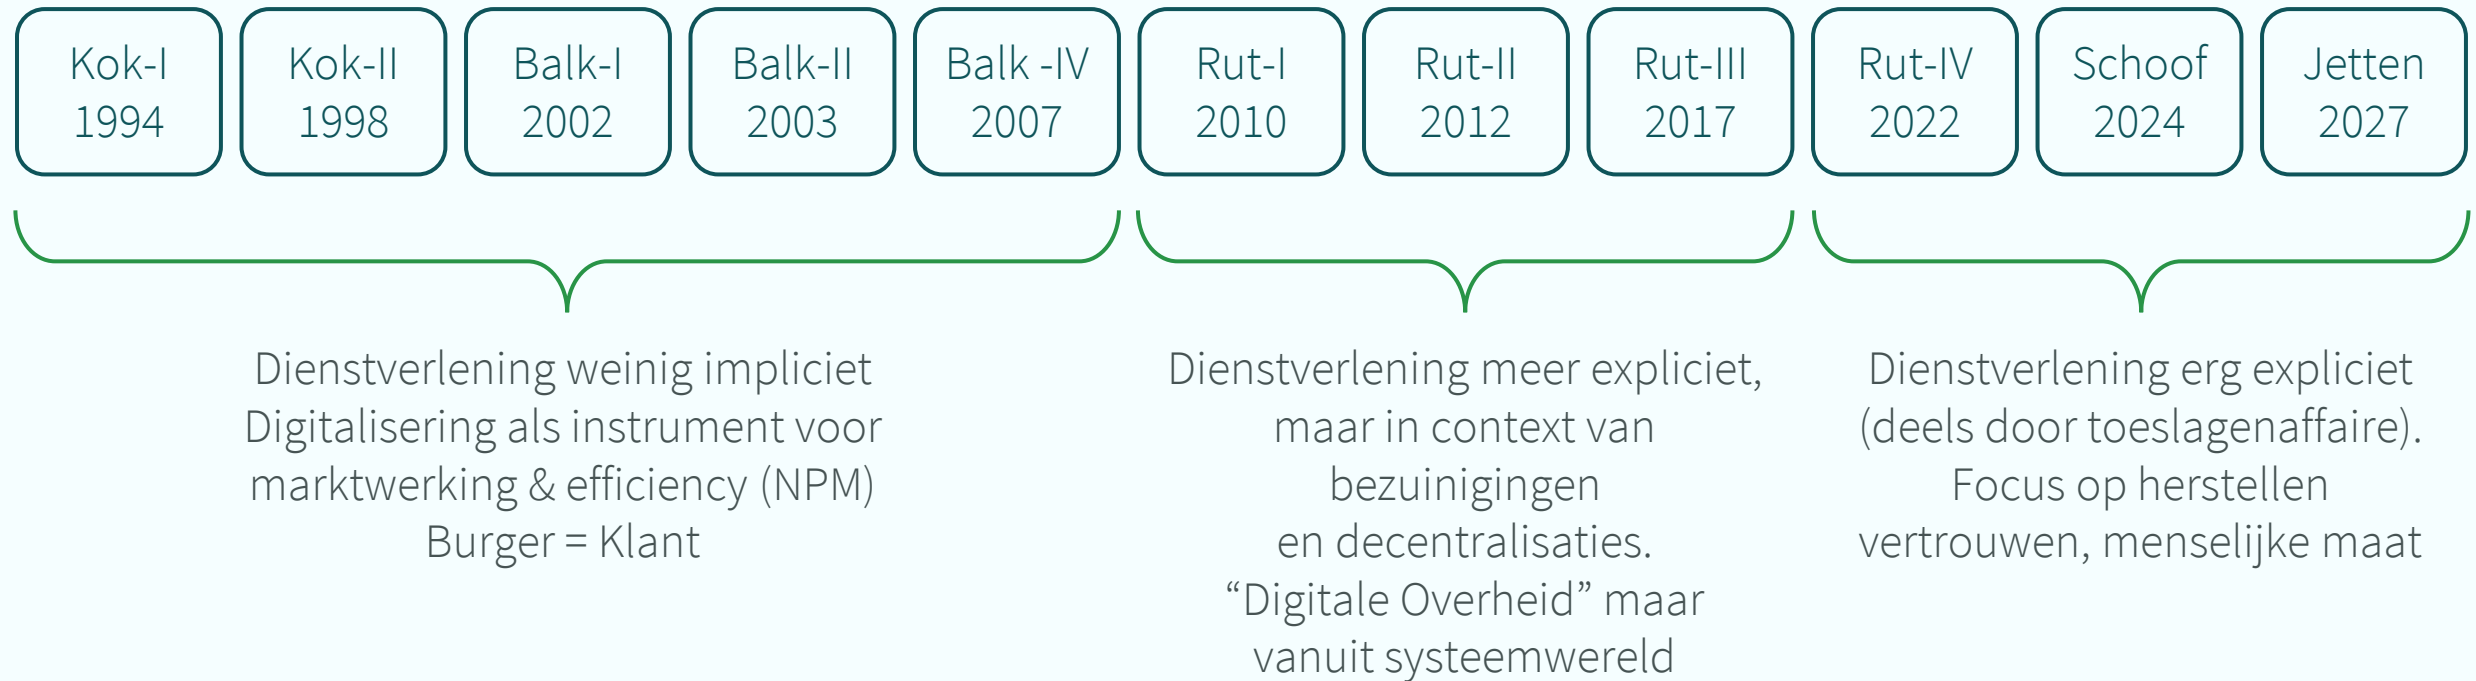 Kok-I
1994
Kok-II
1998
Balk-I
2002
Balk-II
2003
Balk -IV
2007
Rut-I
2010
Rut-II
2012
Rut-III
2017
Rut-IV
2022
Schoof
2024
Jetten
2027
Dienstverlening weinig impliciet
Digitalisering als instrument voor
marktwerking & efficiency (NPM)
Burger = Klant
Dienstverlening meer expliciet,
maar in context van
bezuinigingen
en decentralisaties.
“Digitale Overheid” maar
vanuit systeemwereld
Dienstverlening erg expliciet
(deels door toeslagenaffaire).
Focus op herstellen
vertrouwen, menselijke maat